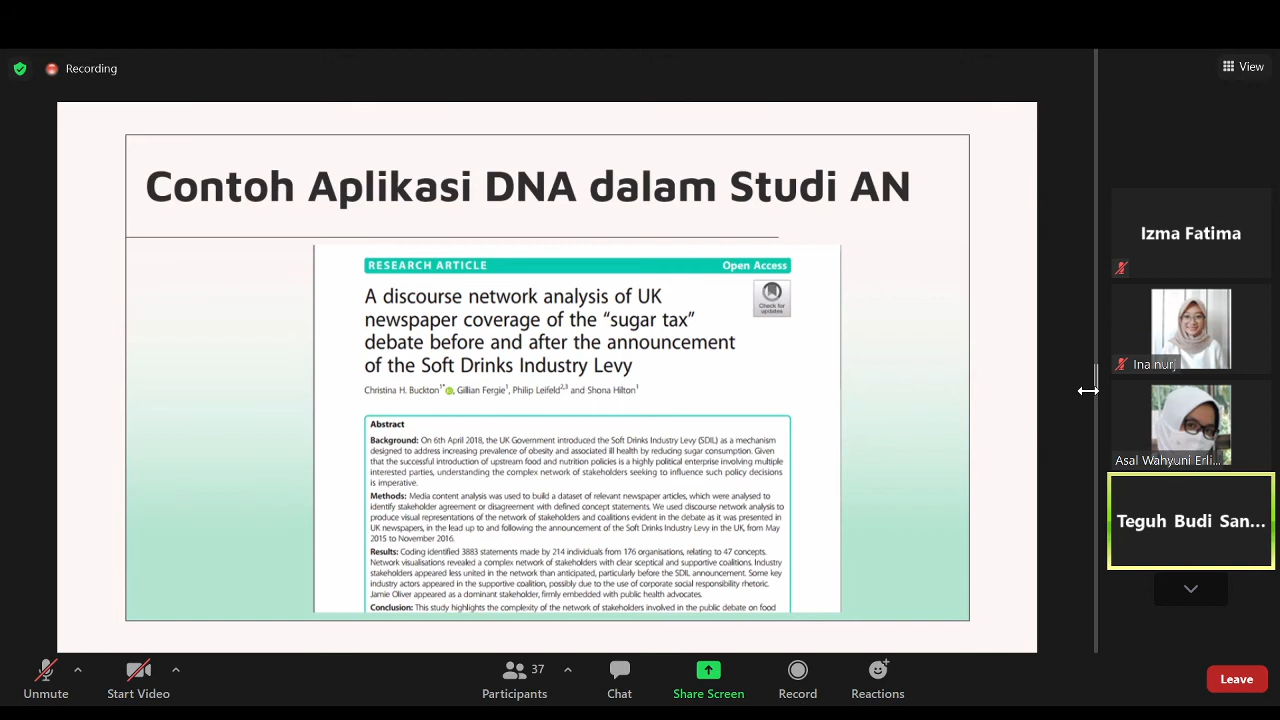 Recording
View
Contoh Aplikasi DNA dalam Studi AN
RESEARCH ARTICLE Open Access
Check for
updates
A discourse network analysis of UK
newspaper coverage of the “sugar tax”
debate before and after the announcement
of the Soft Drinks Industry Levy
Christina H. Buckton1*, Gillian Fergie1, Philip Leifeld2,3 and Shona Hilton1
Abstract
Background: On 6th April 2018, the UK Government introduced the Soft Drinks Industry Levy (SDIL) as a mechanism
designed to address increasing prevalence of obesity and associated ill health by reducing sugar consumption. Given
that the successful introduction of upstream food and nutrition policies is a highly political enterprise involving multiple
interested parties, understanding the complex network of stakeholders seeking to influence such policy decisions
is imperative.
Methods: Media content analysis was used to build a dataset of relevant newspaper articles, which were analysed to
identify stakeholder agreement or disagreement with defined concept statements. We used discourse network analysis to
produce visual representations of the network of stakeholders and coalitions evident in the debate as it was presented in
UK newspapers, in the lead up to and following the announcement of the Soft Drinks Industry Levy in the UK, from May
2015 to November 2016.
Results: Coding identified 3883 statements made by 214 individuals from 176 organisations, relating to 47 concepts.
Network visualisations revealed a complex network of stakeholders with clear sceptical and supportive coalitions. Industry
stakeholders appeared less united in the network than anticipated, particularly before the SDIL announcement. Some key
industry actors appeared in the supportive coalition, possibly due to the use of corporate social responsibility rhetoric.
Jamie Oliver appeared as a dominant stakeholder, firmly embedded with public health advocates.
Conclusion: This study highlights the complexity of the network of stakeholders involved in the public debate on food
Izma Fatima
Ina nurj
Asal Wahyuni Erli...
Teguh Budi San...
Unmute
Start Video
37
Participants
Chat
Share Screen
Record
Reactions
Leave